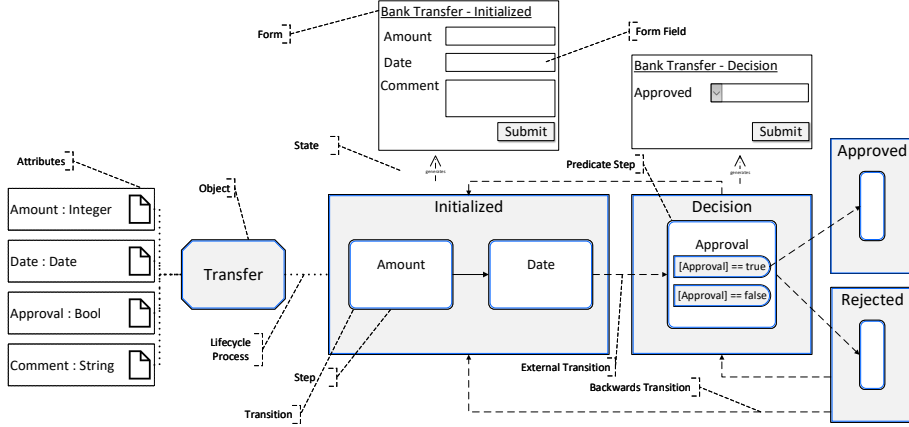 Bank Transfer - Initialized
Form
Amount
Form Field
Date
Bank Transfer - Decision
Comment
Approved
Submit
Submit
State
Attributes
Predicate Step
Approved
generates
generates
Object
Amount : Integer
Initialized
Decision
Approval
Amount
Date
[Approval] == true
Date : Date
Transfer
[Approval] == false
Rejected
Approval : Bool
Lifecycle
Process
Comment : String
Step
External Transition
Backwards Transition
Transition